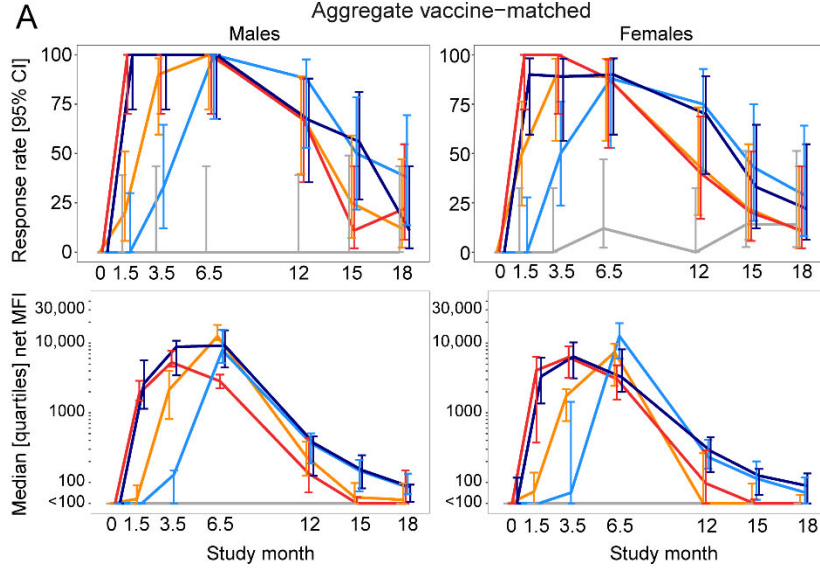 A
Aggregate vaccine−matched
Males
Females
Response rate [95% CI]
100
75
50
25
0
0 1.5 3.5 6.5 12 15 18
100
75
50
25
0
0 1.5 3.5 6.5 12 15 18
Median [quartiles] net MFI
30,000
10,000
1000
100
<100
0 1.5 3.5 6.5 12 15 18
Study month
30,000
10,000
1000
100
<100
0 1.5 3.5 6.5 12 15 18
Study month